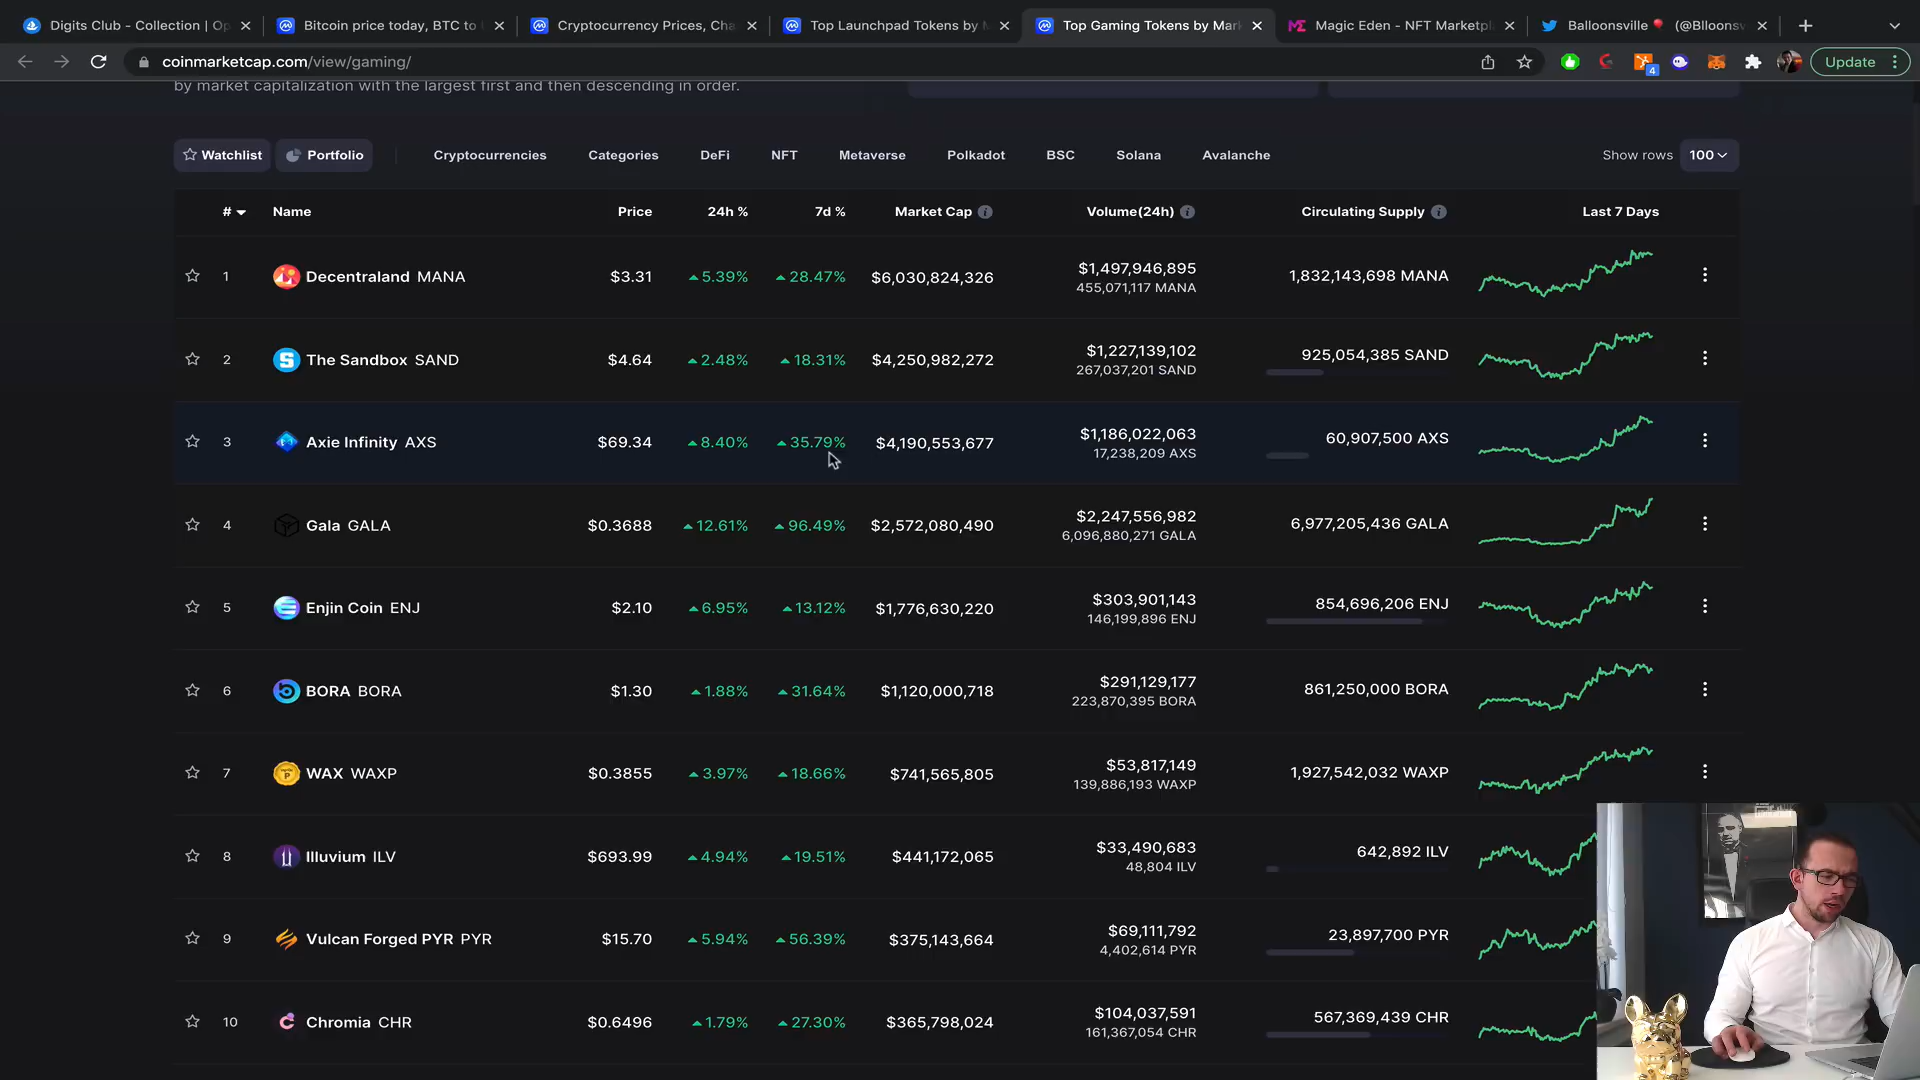 Digits Club - Collection | Op
Bitcoin price today, BTC to
Cryptocurrency Prices, Cha
Top Launchpad Tokens by M
Top Gaming Tokens by Mark
Magic Eden - NFT Marketpl
Balloonsville (@Blloons
coinmarketcap.com/view/gaming/
4
Update
by market capitalization with the largest first and then descending in order.
Watchlist Portfolio Cryptocurrencies Categories DeFi NFT Metaverse Polkadot BSC Solana Avalanche Show rows 100
# Name Price 24h % 7d % Market Cap Volume(24h) Circulating Supply Last 7 Days
1 Decentraland MANA $3.31 5.39% 28.47% $6,030,824,326 $1,497,946,895 1,832,143,698 MANA
455,071,117 MANA
2 The Sandbox SAND $4.64 2.48% 18.31% $4,250,982,272 $1,227,139,102 925,054,385 SAND
267,037,201 SAND
3 Axie Infinity AXS $69.34 8.40% 35.79% $4,190,553,677 $1,186,022,063 60,907,500 AXS
17,238,209 AXS
4 Gala GALA $0.3688 12.61% 96.49% $2,572,080,490 $2,247,556,982 6,977,205,436 GALA
6,096,880,271 GALA
5 Enjin Coin ENJ $2.10 6.95% 13.12% $1,776,630,220 $303,901,143 854,696,206 ENJ
146,199,896 ENJ
6 BORA BORA $1.30 1.88% 31.64% $1,120,000,718 $291,129,177 861,250,000 BORA
223,870,395 BORA
7 WAX WAXP $0.3855 3.97% 18.66% $741,565,805 $53,817,149 1,927,542,032 WAXP
139,886,193 WAXP
8 Illuvium ILV $693.99 4.94% 19.51% $441,172,065 $33,490,683 642,892 ILV
48,804 ILV
9 Vulcan Forged PYR PYR $15.70 5.94% 56.39% $375,143,664 $69,111,792 23,897,700 PYR
4,402,614 PYR
10 Chromia CHR $0.6496 1.79% 27.30% $365,798,024 $104,037,591 567,369,439 CHR
161,367,054 CHR